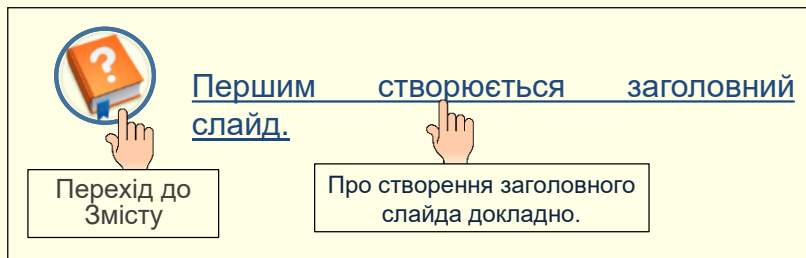 ?
Першим створюється заголовний
слайд.
Перехід до
Змісту
Про створення заголовного
слайда докладно.